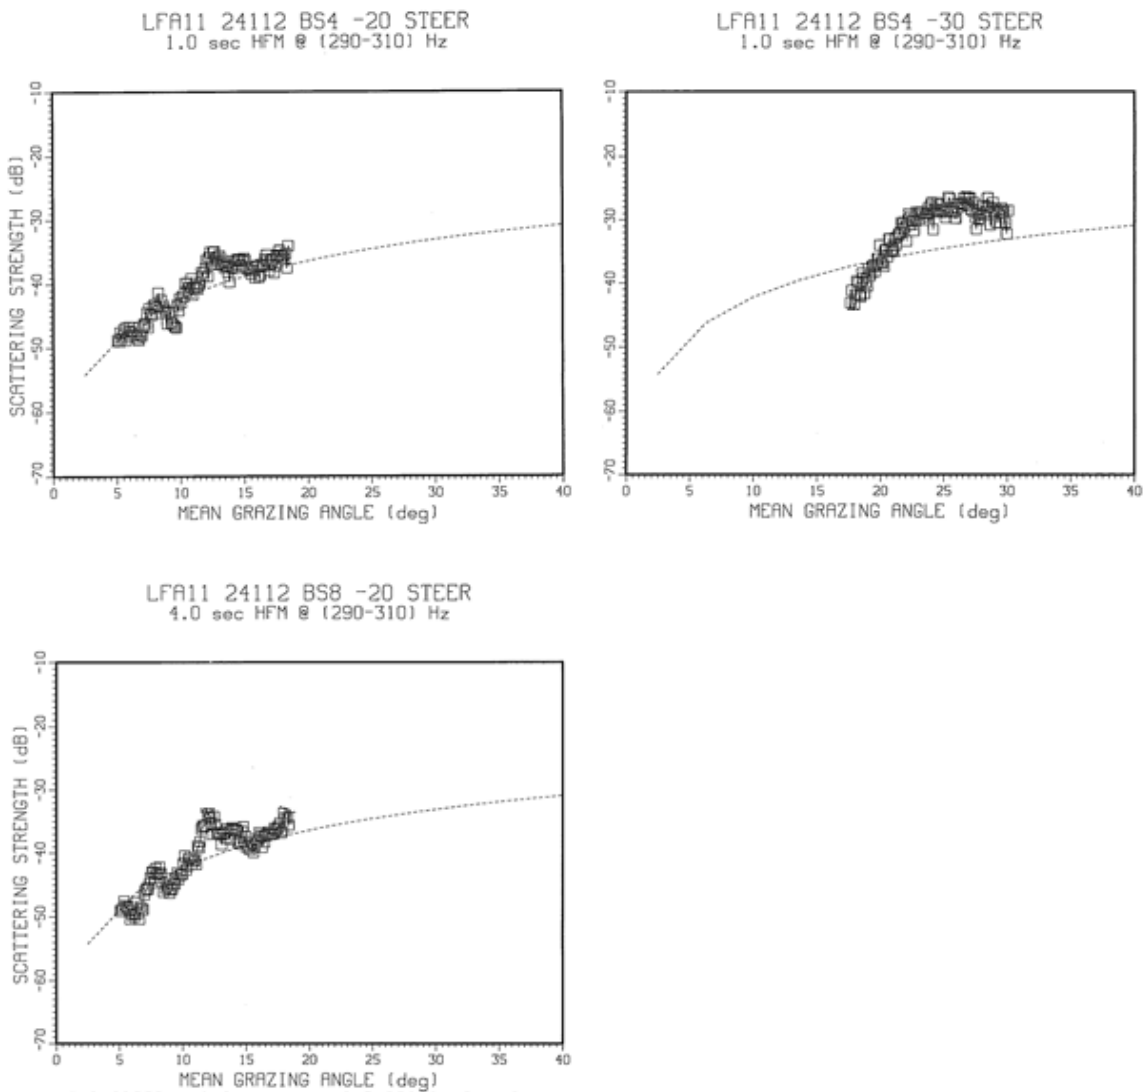 LFA11 24112 BS4 -20 STEER
1.0 sec HFM @ (290-310) Hz
SCATTERING STRENGTH (dB)
-10
-20
-30
-40
-50
-60
-70
0 5 10 15 20 25 30 35 40
MEAN GRAZING ANGLE (deg)
LFA11 24112 BS4 -30 STEER
1.0 sec HFM @ (290-310) Hz
SCATTERING STRENGTH (dB)
-10
-20
-30
-40
-50
-60
-70
0 5 10 15 20 25 30 35 40
MEAN GRAZING ANGLE (deg)
LFA11 24112 BS8 -20 STEER
4.0 sec HFM @ (290-310) Hz
SCATTERING STRENGTH (dB)
-10
-20
-30
-40
-50
-60
-70
0 5 10 15 20 25 30 35 40
MEAN GRAZING ANGLE (deg)